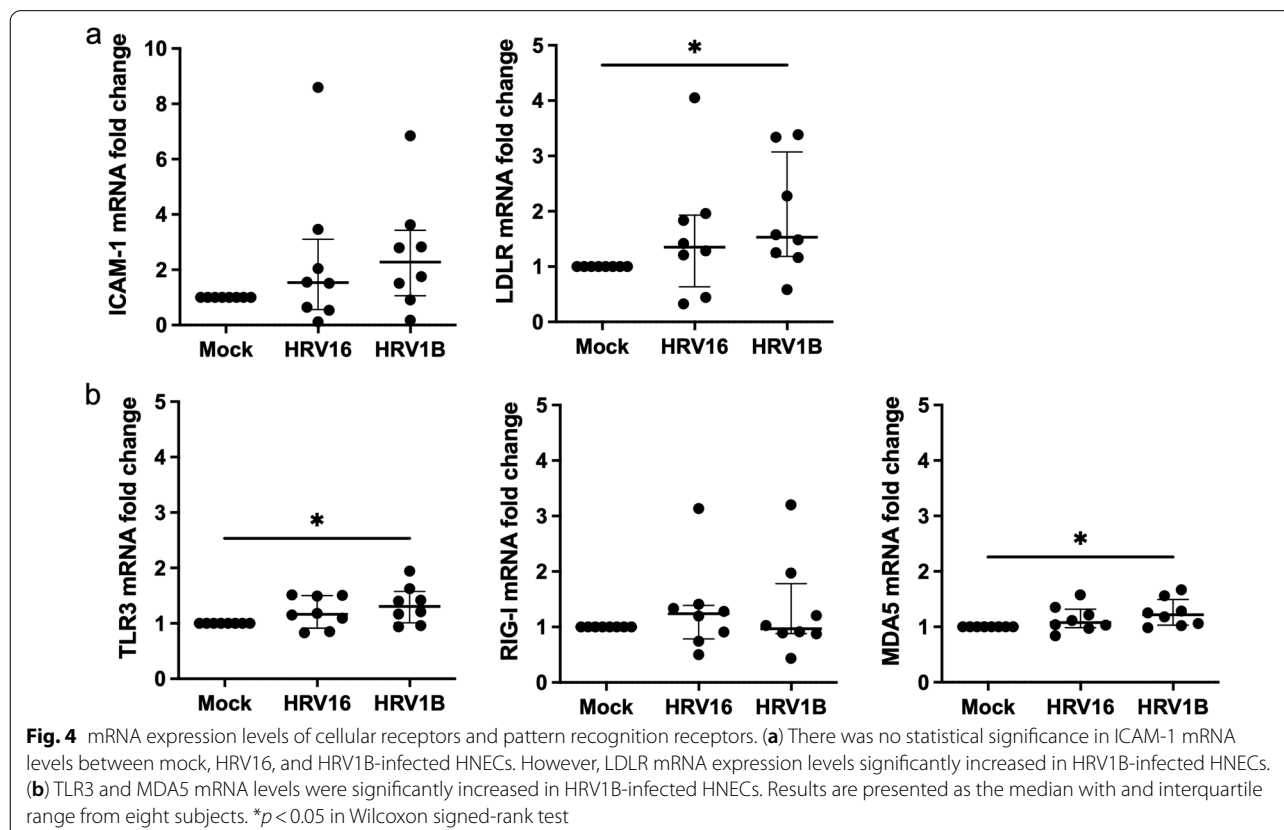 a
ICAM-1 mRNA fold change
10
8
6
4
2
0
Mock HRV16 HRV1B
LDLR mRNA fold change
5
4
3
2
1
0
*
Mock HRV16 HRV1B
b
TLR3 mRNA fold change
5
4
3
2
1
0
*
Mock HRV16 HRV1B
RIG-I mRNA fold change
5
4
3
2
1
0
Mock HRV16 HRV1B
MDA5 mRNA fold change
5
4
3
2
1
0
*
Mock HRV16 HRV1B
Fig. 4 mRNA expression levels of cellular receptors and pattern recognition receptors. (a) There was no statistical significance in ICAM-1 mRNA
levels between mock, HRV16, and HRV1B-infected HNECs. However, LDLR mRNA expression levels significantly increased in HRV1B-infected HNECs.
(b) TLR3 and MDA5 mRNA levels were significantly increased in HRV1B-infected HNECs. Results are presented as the median with and interquartile
range from eight subjects. *p < 0.05 in Wilcoxon signed-rank test